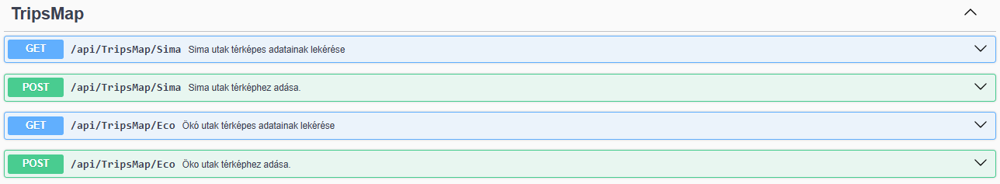 TripsMap
GET /api/TripsMap/Sima Sima utak térképes adatainak lekérése
POST /api/TripsMap/Sima Sima utak térképhez adása.
GET /api/TripsMap/Eco Ökó utak térképes adatainak lekérése
POST /api/TripsMap/Eco Öko utak térképhez adása.